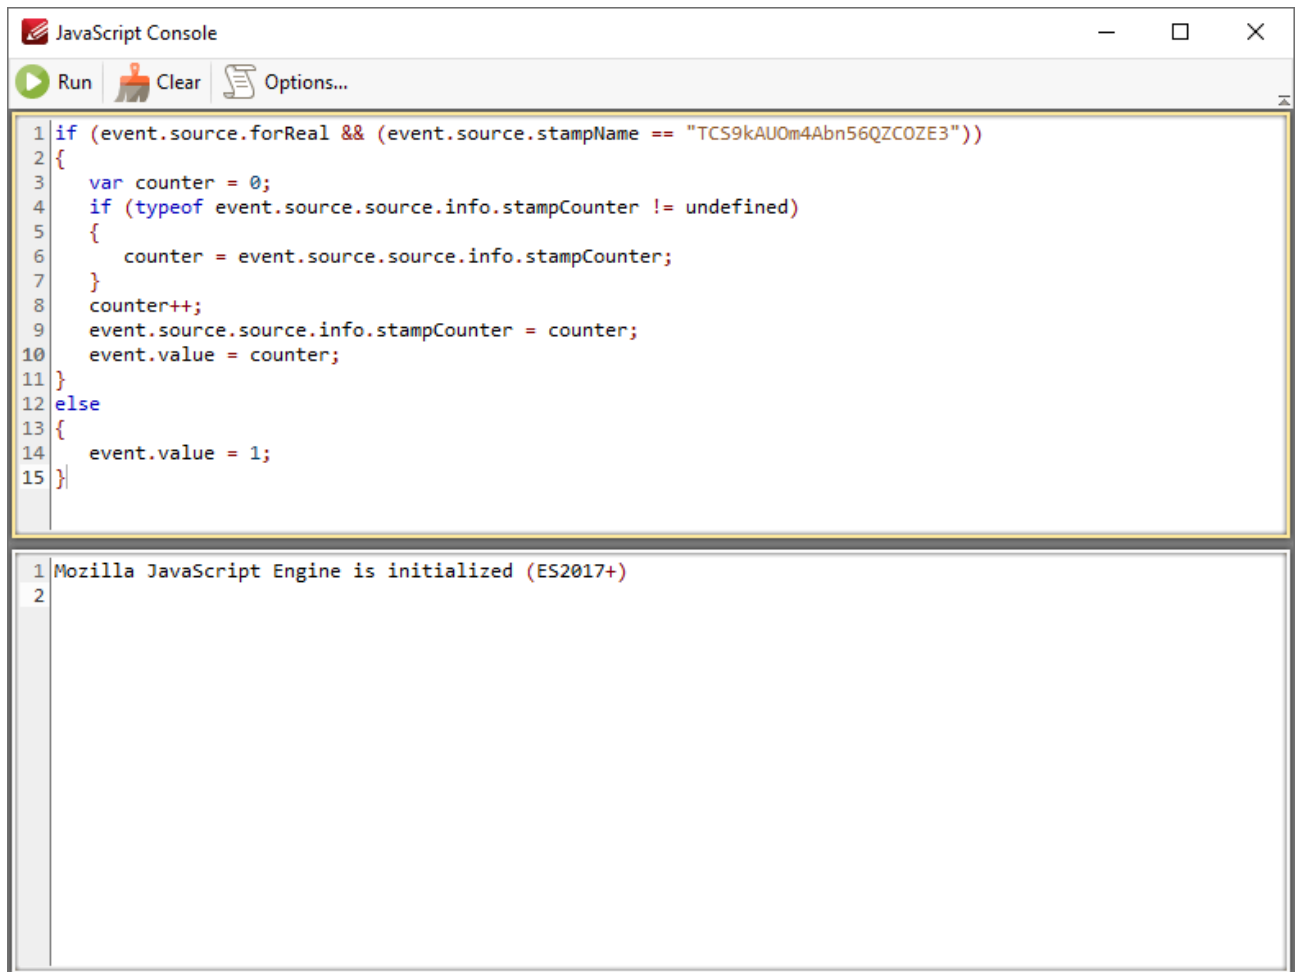 JavaScript Console
Run Clear Options...
1 if (event.source.forReal && (event.source.stampName == "TCS9kAUOm4Abn56QZCOZE3"))
2 {
3 var counter = 0;
4 if (typeof event.source.source.info.stampCounter != undefined)
5 {
6 counter = event.source.source.info.stampCounter;
7 }
8 counter++;
9 event.source.source.info.stampCounter = counter;
10 event.value = counter;
11 }
12 else
13 {
14 event.value = 1;
15 }
1 Mozilla JavaScript Engine is initialized (ES2017+)
2